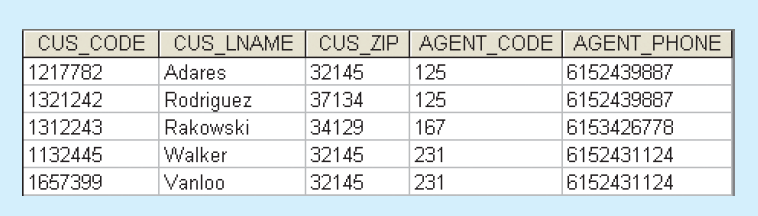 CUS_CODE CUS_LNAME CUS_ZIP AGENT_CODE AGENT_PHONE
1217782 Adares 32145 125 6152439887
1321242 Rodriguez 37134 125 6152439887
1312243 Rakowski 34129 167 6153426778
1132445 Walker 32145 231 6152431124
1657399 Vanloo 32145 231 6152431124